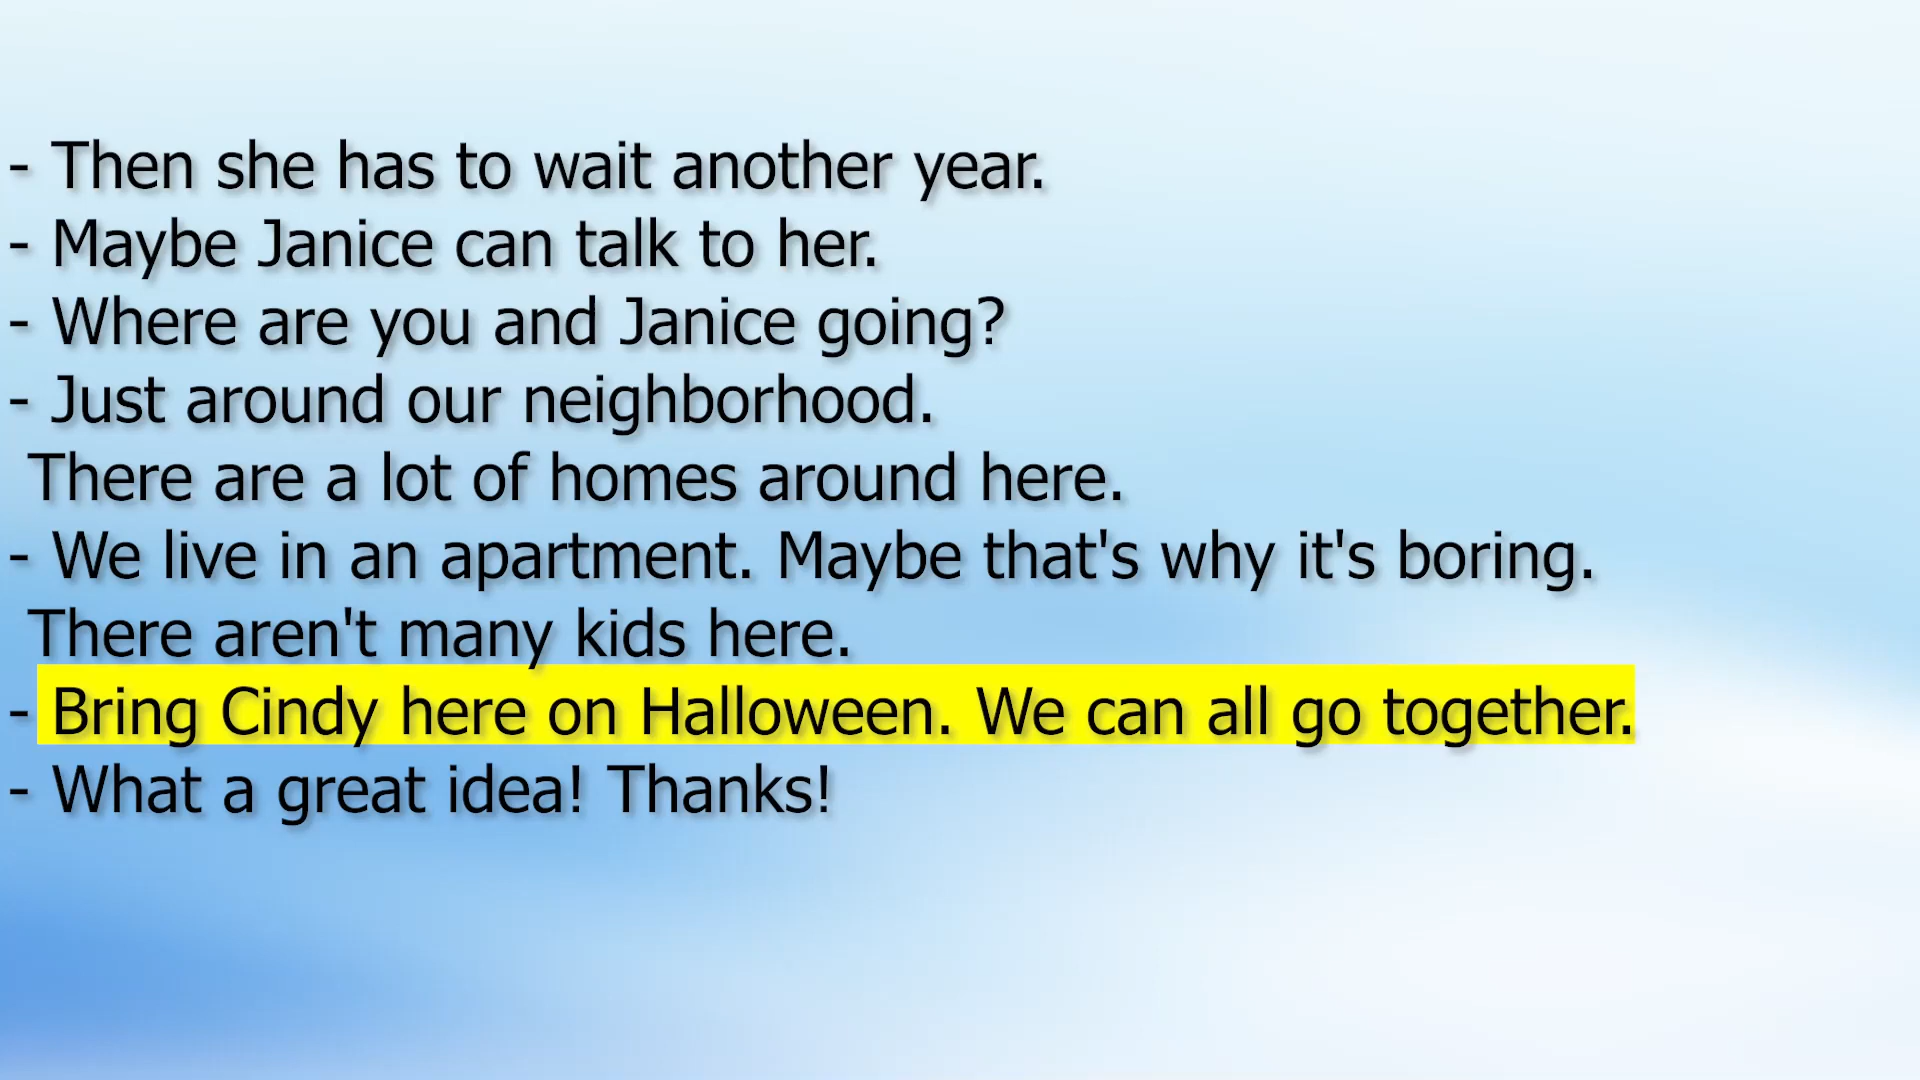 - Then she has to wait another year.
- Maybe Janice can talk to her.
- Where are you and Janice going?
- Just around our neighborhood.
There are a lot of homes around here.
- We live in an apartment. Maybe that's why it's boring.
There aren't many kids here.
- Bring Cindy here on Halloween. We can all go together.
- What a great idea! Thanks!